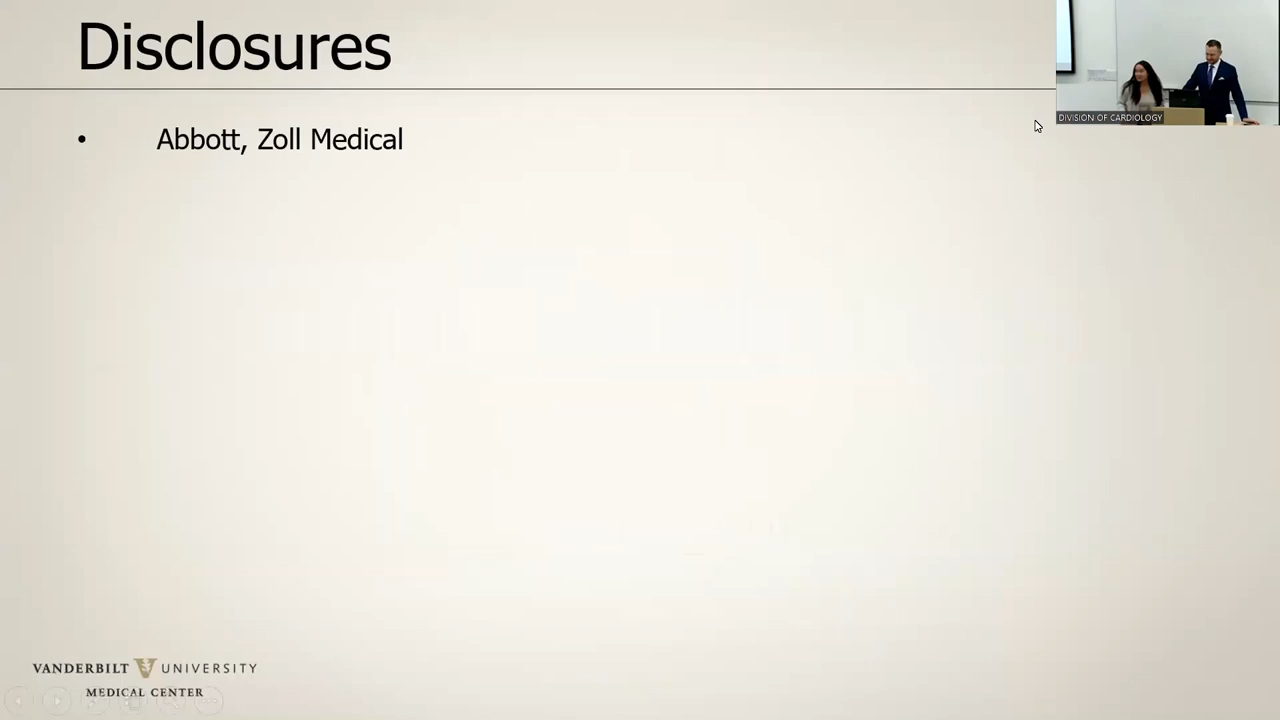 Disclosures
DIVISION OF CARDIOLOGY
• Abbott, Zoll Medical
VANDERBILT V UNIVERSITY
MEDICAL CENTER